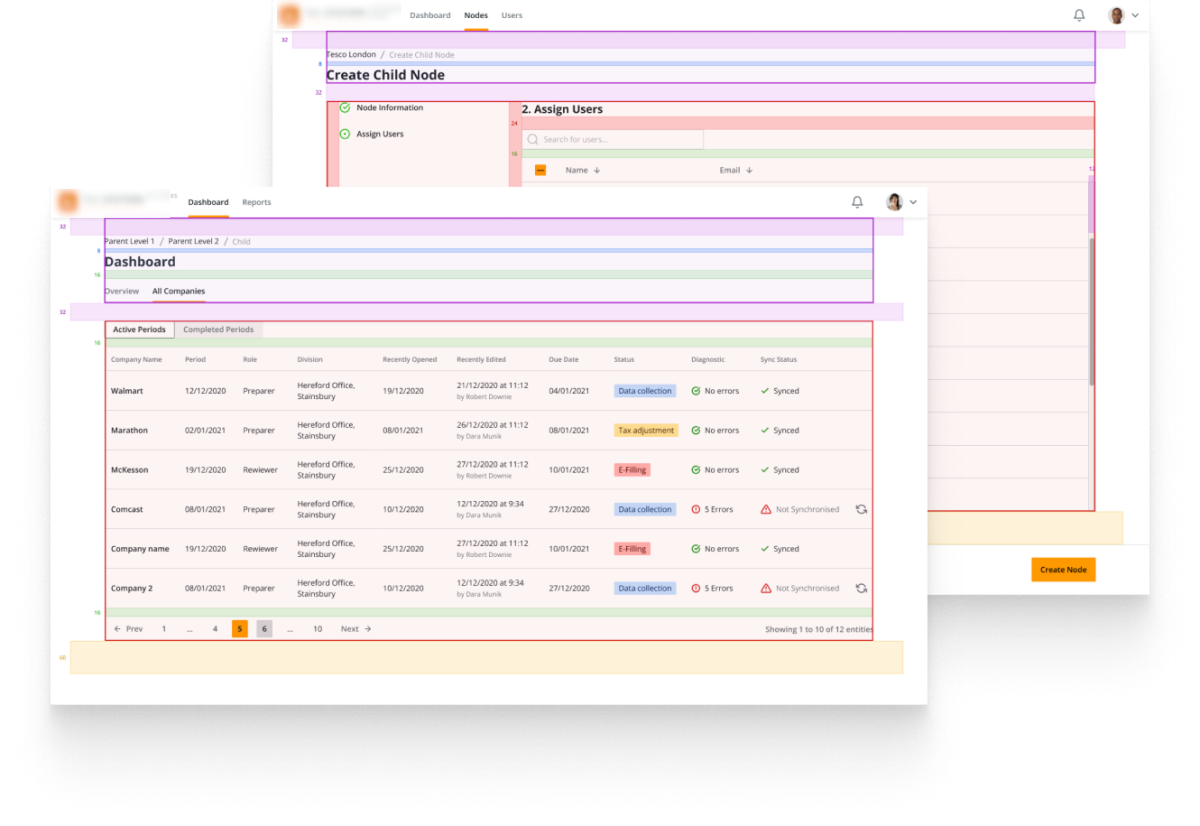 Dashboard Nodes Users
32
Tesco London / Create Child Node
8
Create Child Node
32
Node Information
2. Assign Users
24
Assign Users
Search for users...
16
Name Email
12
Dashboard Reports
32
Parent Level 1 / Parent Level 2 / Child
8
Dashboard
16
Overview All Companies
32
Active Periods Completed Periods
16
Company Name Period Role Division Recently Opened Recently Edited Due Date Status Diagnostic Sync Status
Walmart 12/12/2020 Preparer Hereford Office, Stainsbury 19/12/2020 21/12/2020 at 11:12 by Robert Downie 04/01/2021 Data collection No errors Synced
Marathon 02/01/2021 Preparer Hereford Office, Stainsbury 08/01/2021 26/12/2020 at 11:12 by Dara Munik 08/01/2021 Tax adjustment No errors Synced
McKesson 19/12/2020 Rewiewer Hereford Office, Stainsbury 25/12/2020 27/12/2020 at 11:12 by Robert Downie 10/01/2021 E-Filling No errors Synced
Comcast 08/01/2021 Preparer Hereford Office, Stainsbury 10/12/2020 12/12/2020 at 9:34 by Dara Munik 27/12/2020 Data collection 5 Errors Not Synchronised
Company name 19/12/2020 Rewiewer Hereford Office, Stainsbury 25/12/2020 27/12/2020 at 11:12 by Robert Downie 10/01/2021 E-Filling No errors Synced
Company 2 08/01/2021 Preparer Hereford Office, Stainsbury 10/12/2020 12/12/2020 at 9:34 by Dara Munik 27/12/2020 Data collection 5 Errors Not Synchronised
16
Prev 1 ... 4 5 6 ... 10 Next Showing 1 to 10 of 12 entities
60
Create Node